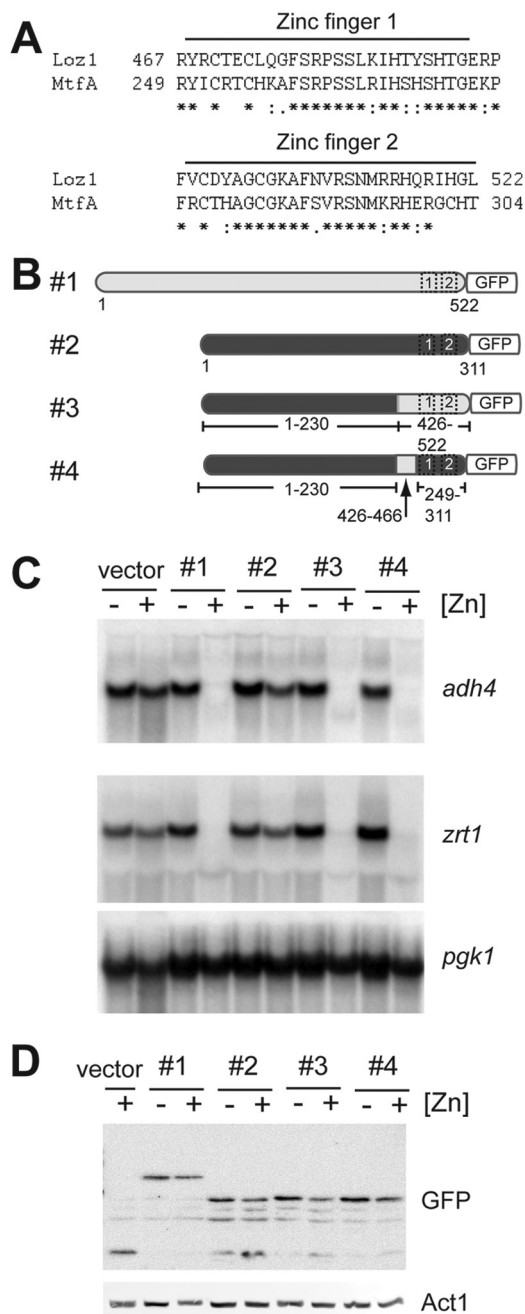 A
Zinc finger 1
Loz1 467 RYRCTECLQGFSRPSSLKIHTYSHTGERP
MtfA 249 RYICRTCHKAFSRPSSLRIHSHSHTGEKP
** * * :.*******:**::*****:*
Zinc finger 2
Loz1 FVCDYAGCGKAFNVRSNMRRHQRIHGL 522
MtfA FRCTHAGCGKAFSVRSNMKRHERGCHT 304
* * :*******.*****:**:*
B
#1 1 2 GFP
1 522
#2 1 2 GFP
1 311
#3 1 2 GFP
1-230 426-522
#4 1 2 GFP
1-230 249-311
426-466
C
vector #1 #2 #3 #4
- + - + - + - + - + [Zn]
adh4
zrt1
pgk1
D
vector #1 #2 #3 #4
+ - + - + - + - + [Zn]
GFP
Act1